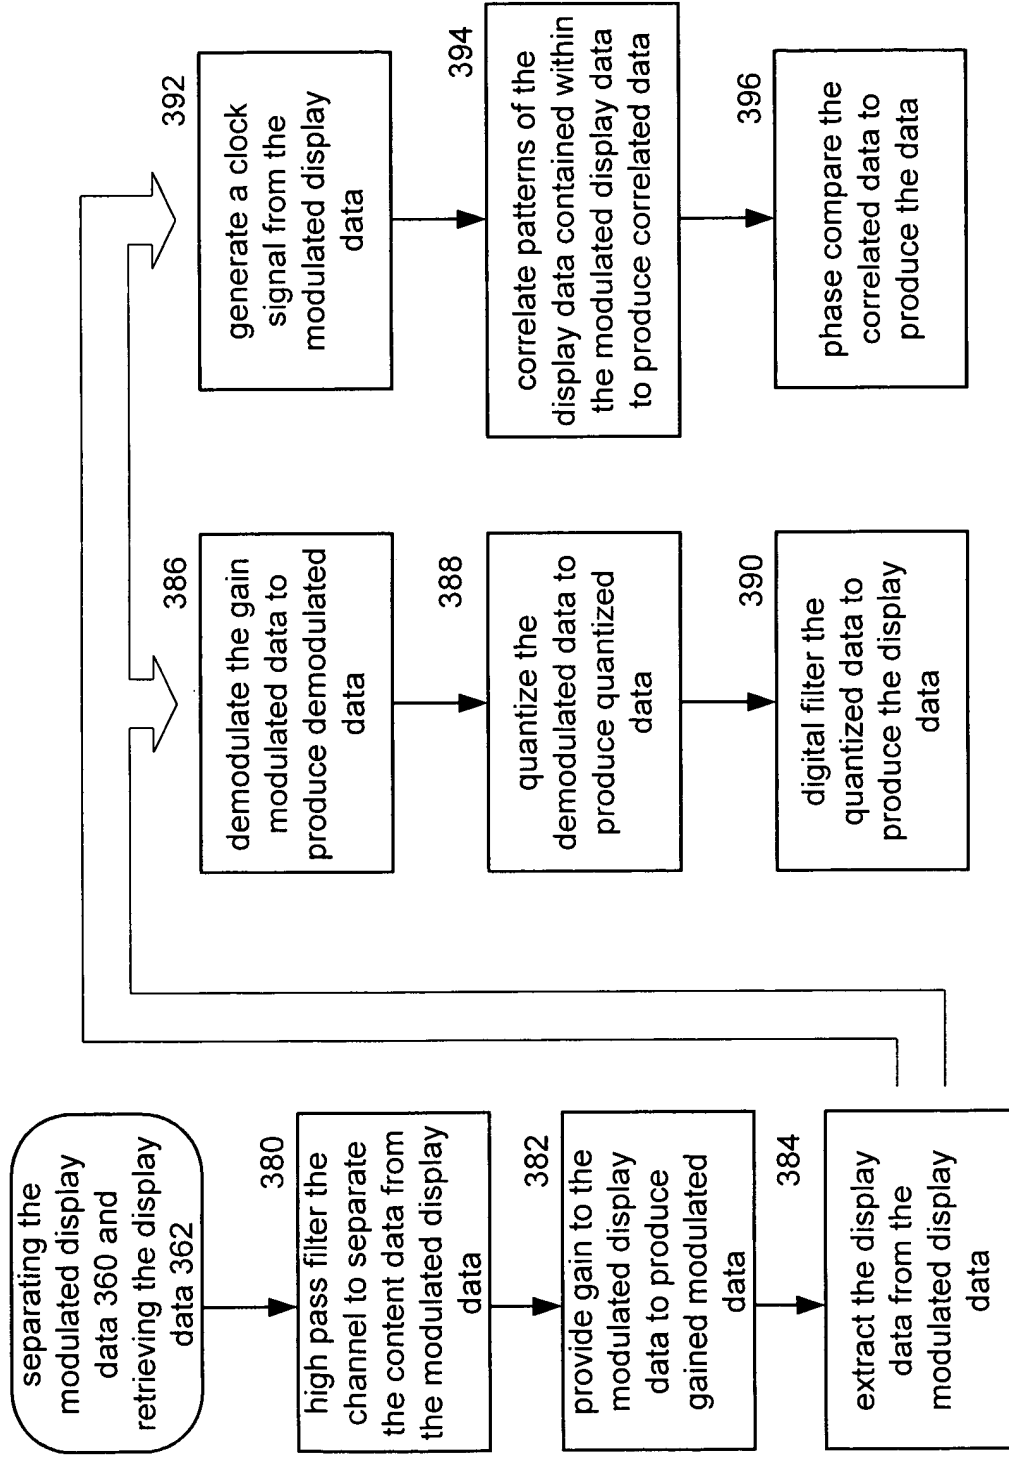 separating the
modulated display
data 360 and
retrieving the display
data 362
380
high pass filter the
channel to separate
the content data from
the modulated display
data
382
provide gain to the
modulated display
data to produce
gained modulated
data
384
extract the display
data from the
modulated display
data
386
demodulate the gain
modulated data to
produce demodulated
data
388
quantize the
demodulated data to
produce quantized
data
390
digital filter the
quantized data to
produce the display
data
392
generate a clock
signal from the
modulated display
data
394
correlate patterns of the
display data contained within
the modulated display data
to produce correlated data
396
phase compare the
correlated data to
produce the data